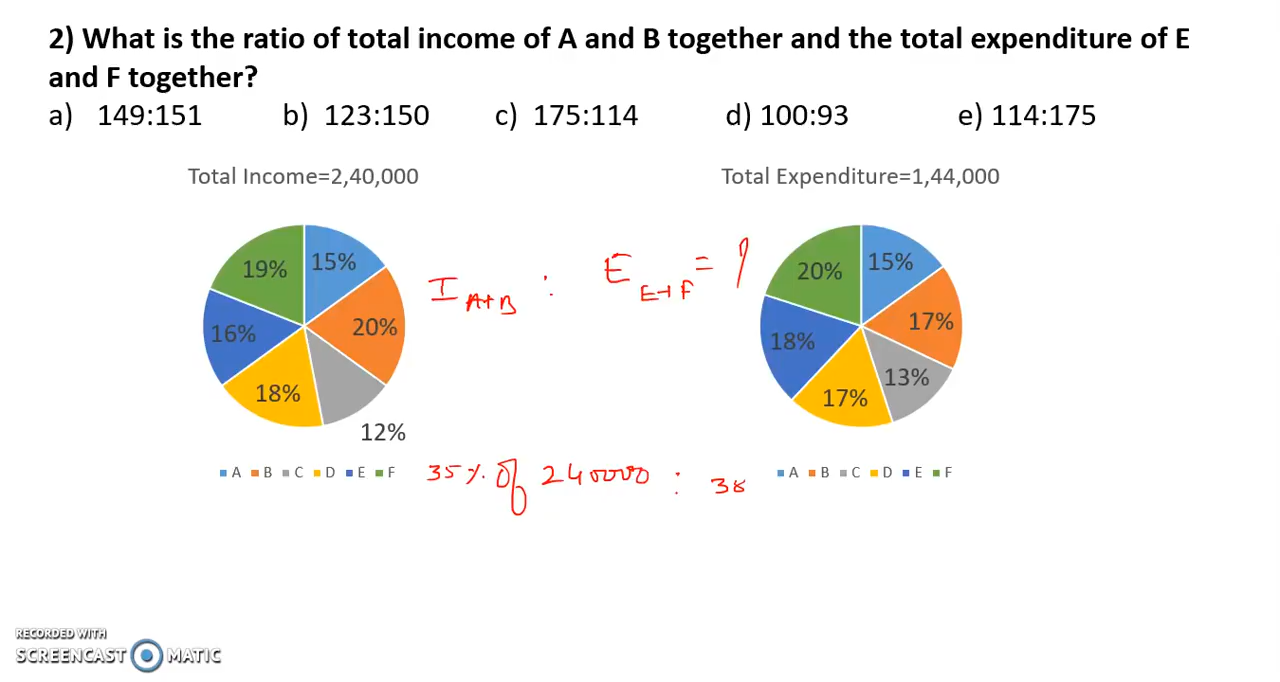 2) What is the ratio of total income of A and B together and the total expenditure of E
and F together?
a) 149:151 b) 123:150 c) 175:114 d) 100:93 e) 114:175
Total Income=2,40,000
Total Expenditure=1,44,000
19% 15%
16% 20%
18%
12%
A B C D E F
I A+B : E E+F = ?
20% 15%
18% 17%
17% 13%
A B C D E F
35% of 240000 : 38
RECORDED WITH
SCREENCAST MATIC